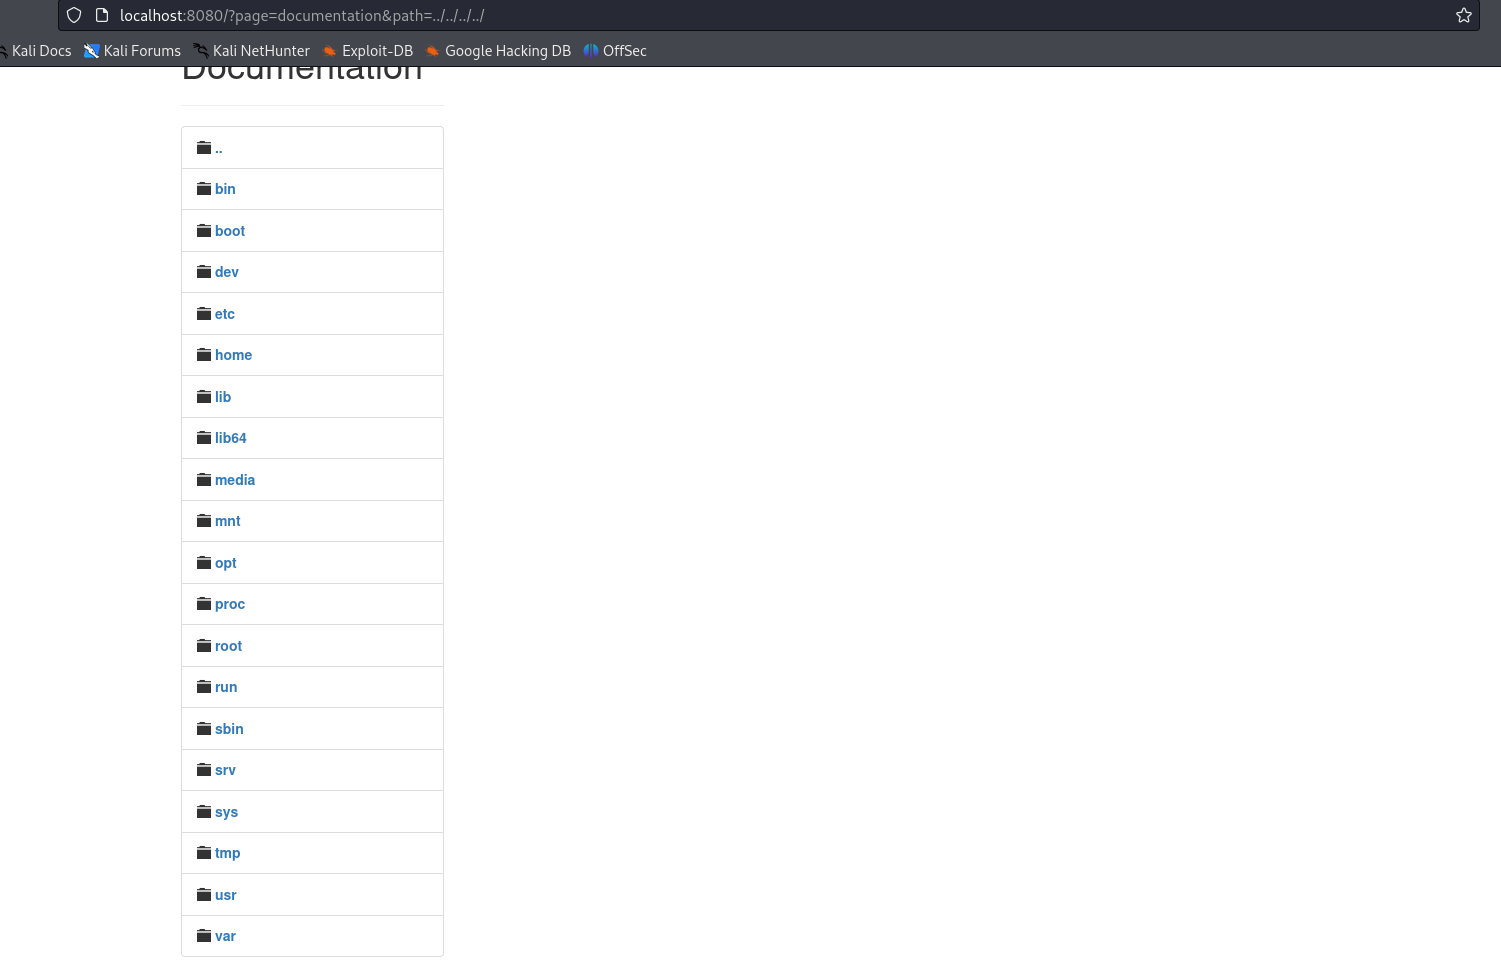 localhost:8080/?page=documentation&path=../../../../
Kali Docs Kali Forums Kali NetHunter Exploit-DB Google Hacking DB OffSec
Documentation
..
bin
boot
dev
etc
home
lib
lib64
media
mnt
opt
proc
root
run
sbin
srv
sys
tmp
usr
var